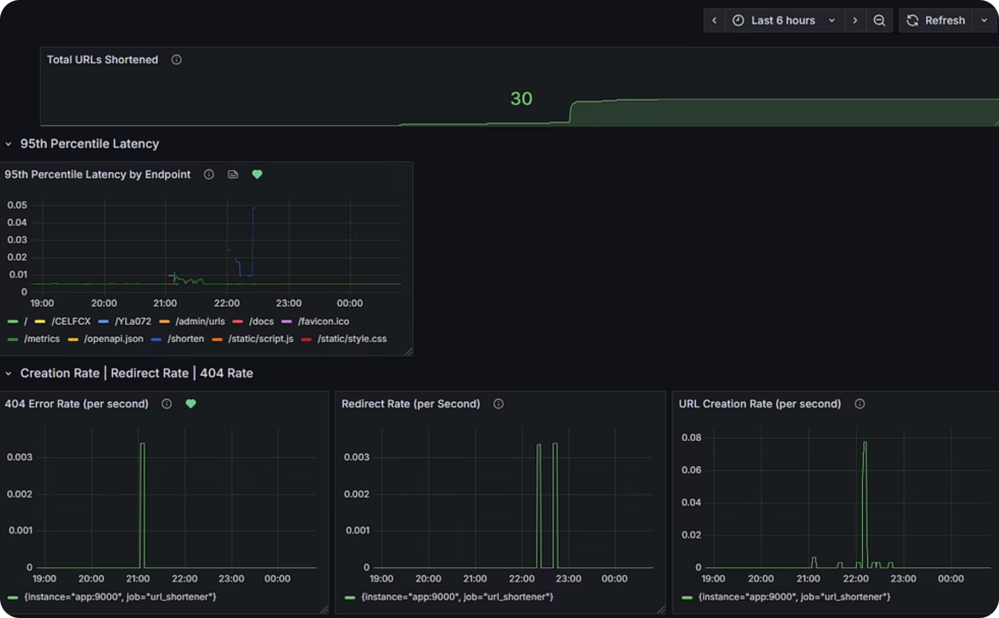 Last 6 hours Refresh
Total URLs Shortened
30
95th Percentile Latency
95th Percentile Latency by Endpoint
0.05
0.04
0.03
0.02
0.01
0
19:00 20:00 21:00 22:00 23:00 00:00
/ /CELFCX /YLa072 /admin/urls /docs /favicon.ico
/metrics /openapi.json /shorten /static/script.js /static/style.css
Creation Rate | Redirect Rate | 404 Rate
404 Error Rate (per second)
0.003
0.002
0.001
0
19:00 20:00 21:00 22:00 23:00 00:00
{instance="app:9000", job="url_shortener"}
Redirect Rate (per Second)
0.003
0.002
0.001
0
19:00 20:00 21:00 22:00 23:00 00:00
{instance="app:9000", job="url_shortener"}
URL Creation Rate (per second)
0.08
0.06
0.04
0.02
0
19:00 20:00 21:00 22:00 23:00 00:00
{instance="app:9000", job="url_shortener"}